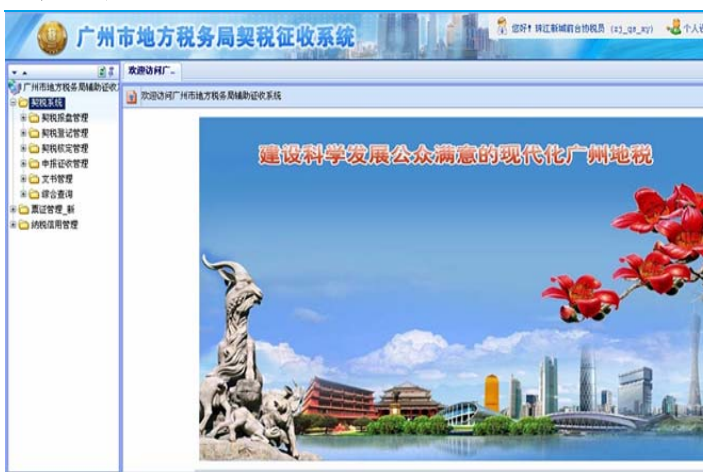 广州市地方税务局契税征收系统
您好! 珠江新城前台协税员 (zj_qs_xy)
个人设
欢迎访问广..
广州市地方税务局辅助征收
欢迎访问广州市地方税务局辅助征收系统
契税系统
契税报盘管理
契税登记管理
契税核定管理
申报征收管理
文书管理
综合查询
票证管理_新
纳税信用管理
建设科学发展公众满意的现代化广州地税